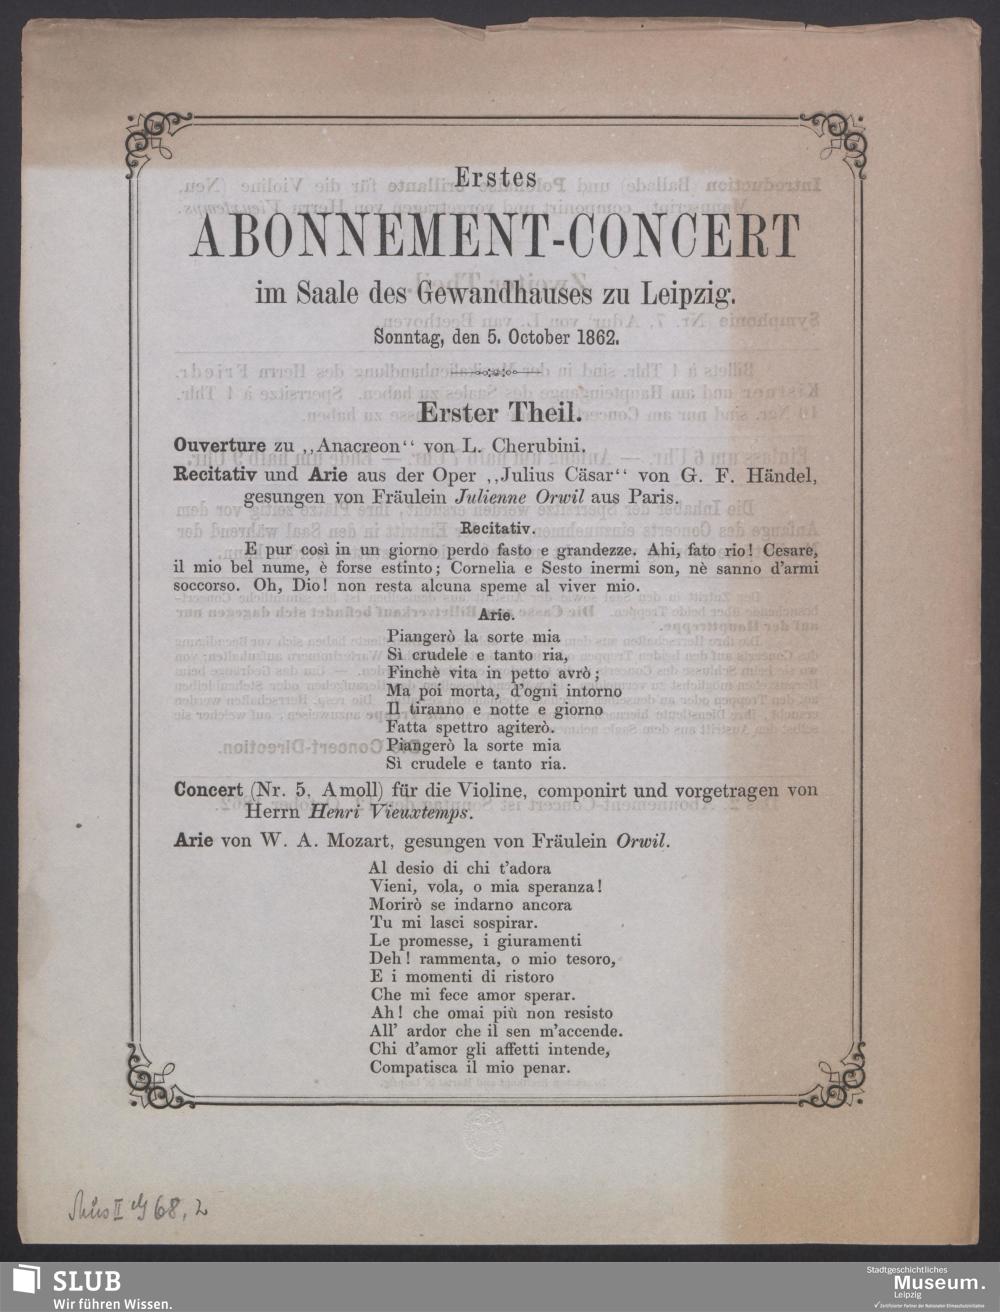 Erstes
ABONNEMENT-CONCERT
im Saale des Gewandhauses zu Leipzig.
Sonntag, den 5. October 1862.
Erster Theil.
Ouverture zu ,,Anacreon“ von L. Cherubini.
Recitativ und Arie aus der Oper ,,Julius Cäsar“ von G. F. Händel,
gesungen von Fräulein Julienne Orwil aus Paris.
Recitativ.
E pur così in un giorno perdo fasto e grandezze. Ahi, fato rio! Cesare,
il mio bel nume, è forse estinto; Cornelia e Sesto inermi son, nè sanno d'armi
soccorso. Oh, Dio! non resta alcuna speme al viver mio.
Arie.
Piangerò la sorte mia
Sì crudele e tanto ria,
Finchè vita in petto avrò;
Ma poi morta, d'ogni intorno
Il tiranno e notte e giorno
Fatta spettro agiterò.
Piangerò la sorte mia
Sì crudele e tanto ria.
Concert (Nr. 5. Amoll) für die Violine, componirt und vorgetragen von
Herrn Henri Vieuxtemps.
Arie von W. A. Mozart, gesungen von Fräulein Orwil.
Al desio di chi t'adora
Vieni, vola, o mia speranza!
Morirò se indarno ancora
Tu mi lasci sospirar.
Le promesse, i giuramenti
Deh! rammenta, o mio tesoro,
E i momenti di ristoro
Che mi fece amor sperar.
Ah! che omai più non resisto
All' ardor che il sen m'accende.
Chi d'amor gli affetti intende,
Compatisca il mio penar.
68, 2
SLUB
Wir führen Wissen.
Stadtgeschichtliches
Museum.
Leipzig
Zertifizierter Partner der Nationalen Klimaschutzinitiative